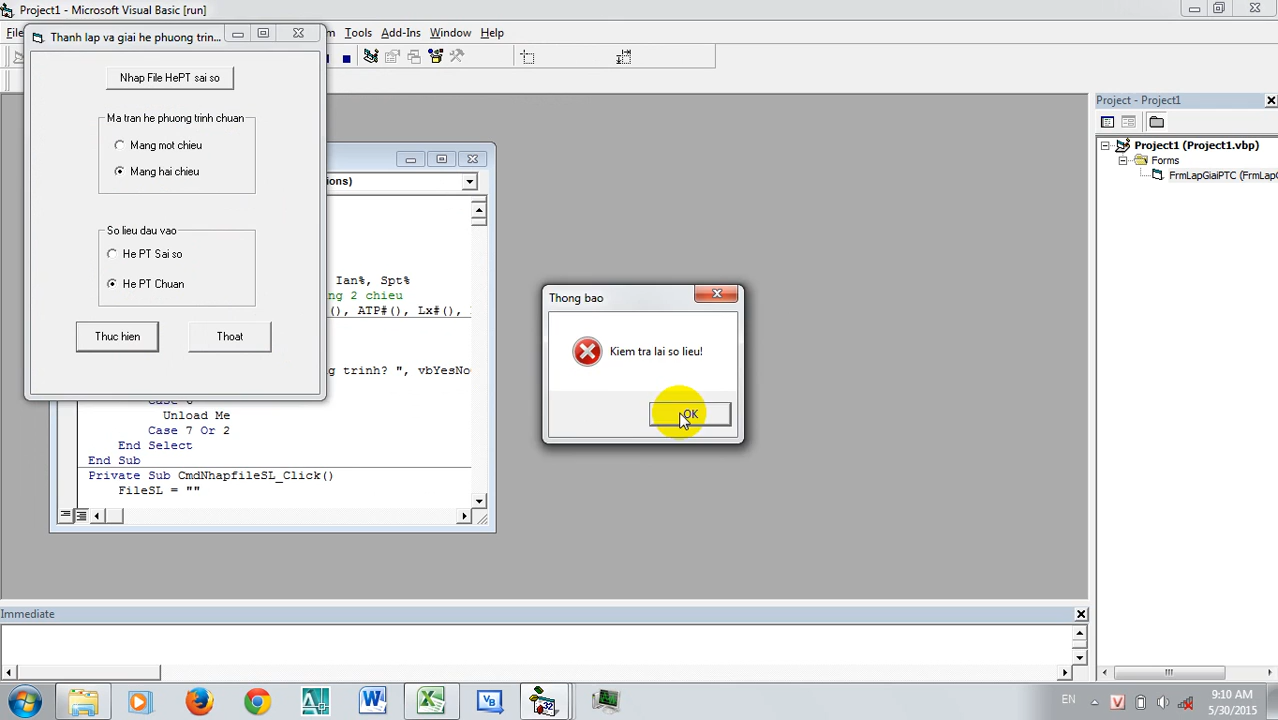 Project1 - Microsoft Visual Basic [run]
Thanh lap va giai he phuong trin...
Tools Add-Ins Window Help
Nhap File HePT sai so
Ma tran he phuong trinh chuan
Mang mot chieu
Mang hai chieu
So lieu dau vao
He PT Sai so
He PT Chuan
Thuc hien
Thoat
ions)
Ian%, Spt%
ng 2 chieu
(), ATP#(), Lx#(),
ng trinh? ", vbYesNo
Unload Me
Case 7 Or 2
End Select
End Sub
Private Sub CmdNhapfileSL_Click()
FileSL = ""
Thong bao
Kiem tra lai so lieu!
OK
Project - Project1
Project1 (Project1.vbp)
Forms
FrmLapGiaiPTC (FrmLapG
Immediate
EN
9:10 AM
5/30/2015